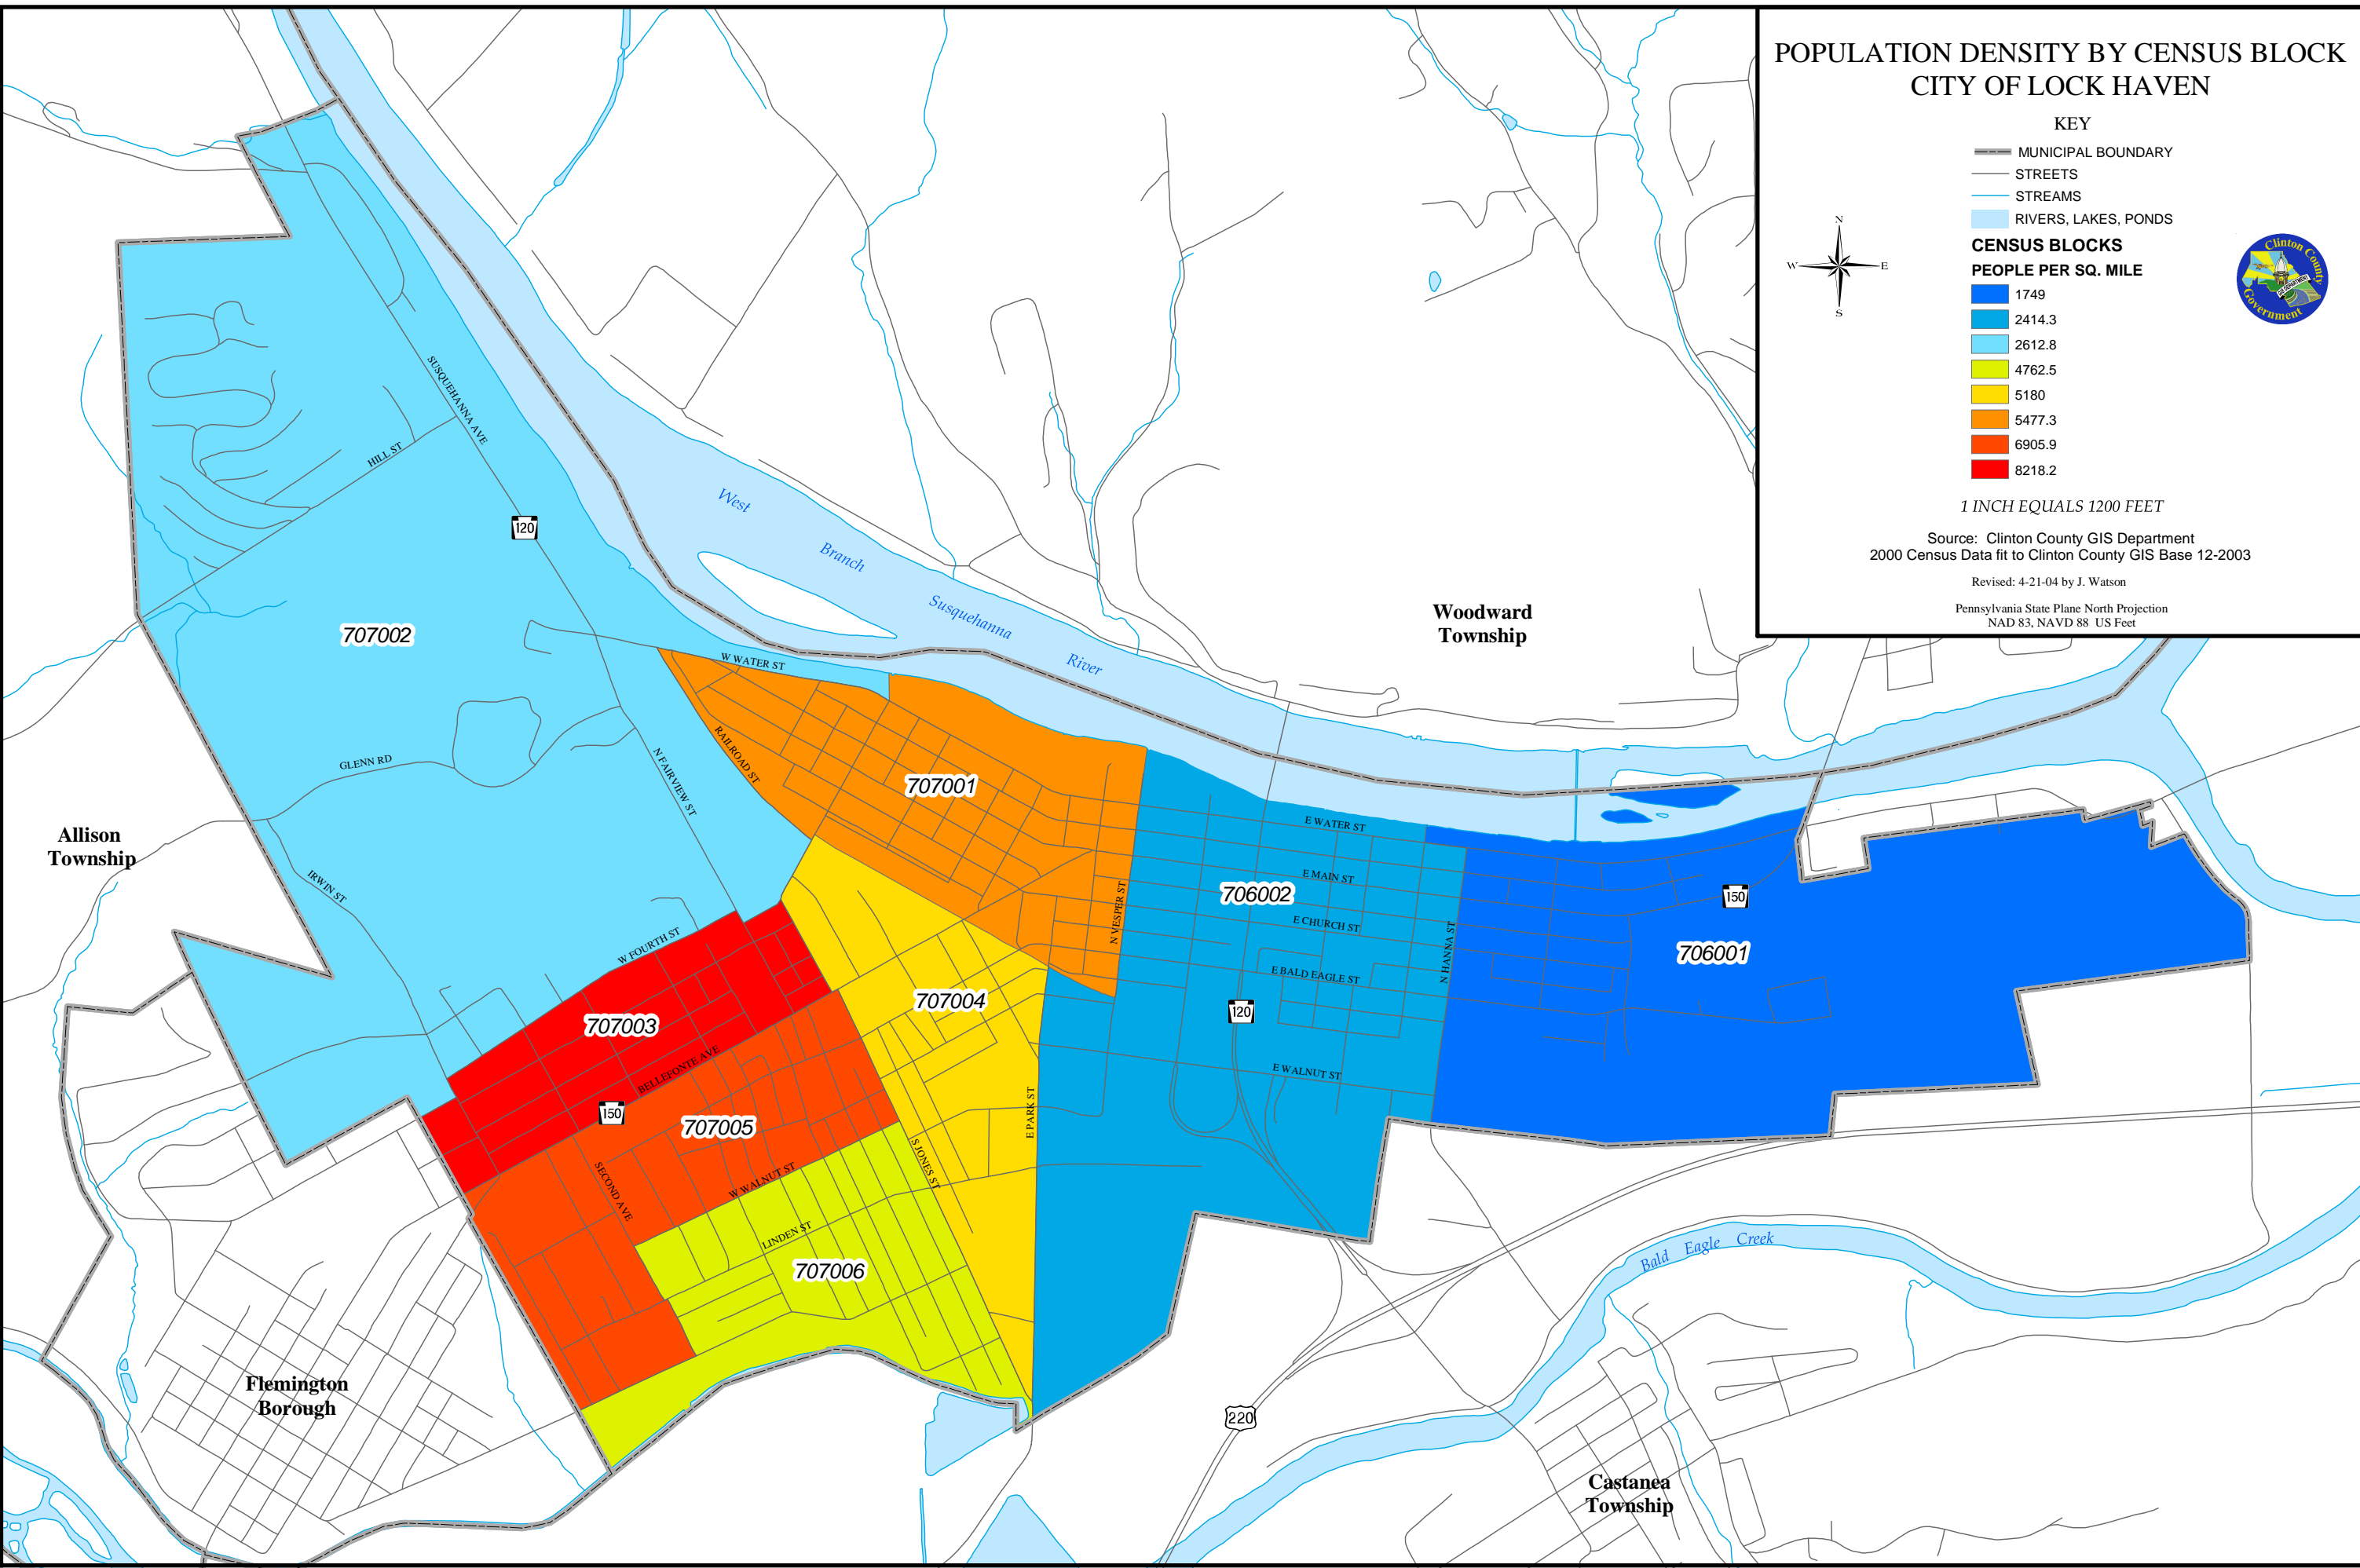 POPULATION DENSITY BY CENSUS BLOCK
CITY OF LOCK HAVEN
KEY
MUNICIPAL BOUNDARY
STREETS
STREAMS
RIVERS, LAKES, PONDS
CENSUS BLOCKS
PEOPLE PER SQ. MILE
1749
2414.3
2612.8
4762.5
5180
5477.3
6905.9
8218.2
N
W
E
S
Clinton County
Government
GIS DEPARTMENT
1 INCH EQUALS 1200 FEET
Source: Clinton County GIS Department
2000 Census Data fit to Clinton County GIS Base 12-2003
Revised: 4-21-04 by J. Watson
Pennsylvania State Plane North Projection
NAD 83, NAVD 88 US Feet
SUSQUEHANNA AVE
HILL ST
120
West
Branch
Susquehanna
River
Woodward
Township
707002
W WATER ST
RAILROAD ST
N FAIRVIEW ST
GLENN RD
707001
Allison
Township
IRWIN ST
E WATER ST
E MAIN ST
706002
E CHURCH ST
N VESPER ST
N HANNA ST
E BALD EAGLE ST
150
706001
W FOURTH ST
707003
707004
120
BELLEFONTE AVE
150
707005
E WALNUT ST
E PARK ST
S JONES ST
SECOND AVE
W WALNUT ST
LINDEN ST
707006
Bald Eagle Creek
Flemington
Borough
220
Castanea
Township